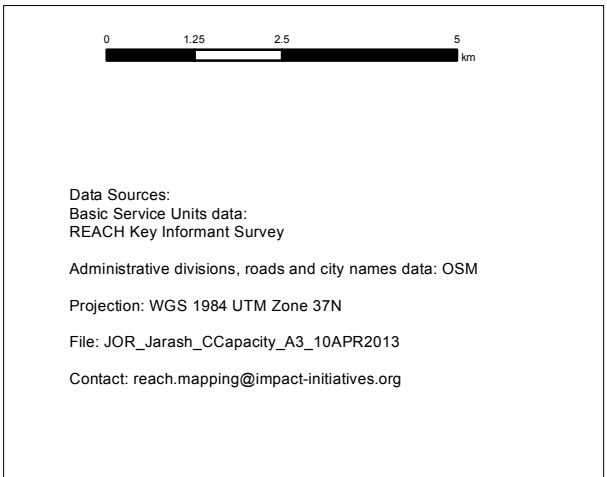 0 1.25 2.5 5
km
Data Sources:
Basic Service Units data:
REACH Key Informant Survey
Administrative divisions, roads and city names data: OSM
Projection: WGS 1984 UTM Zone 37N
File: JOR_Jarash_CCapacity_A3_10APR2013
Contact: reach.mapping@impact-initiatives.org